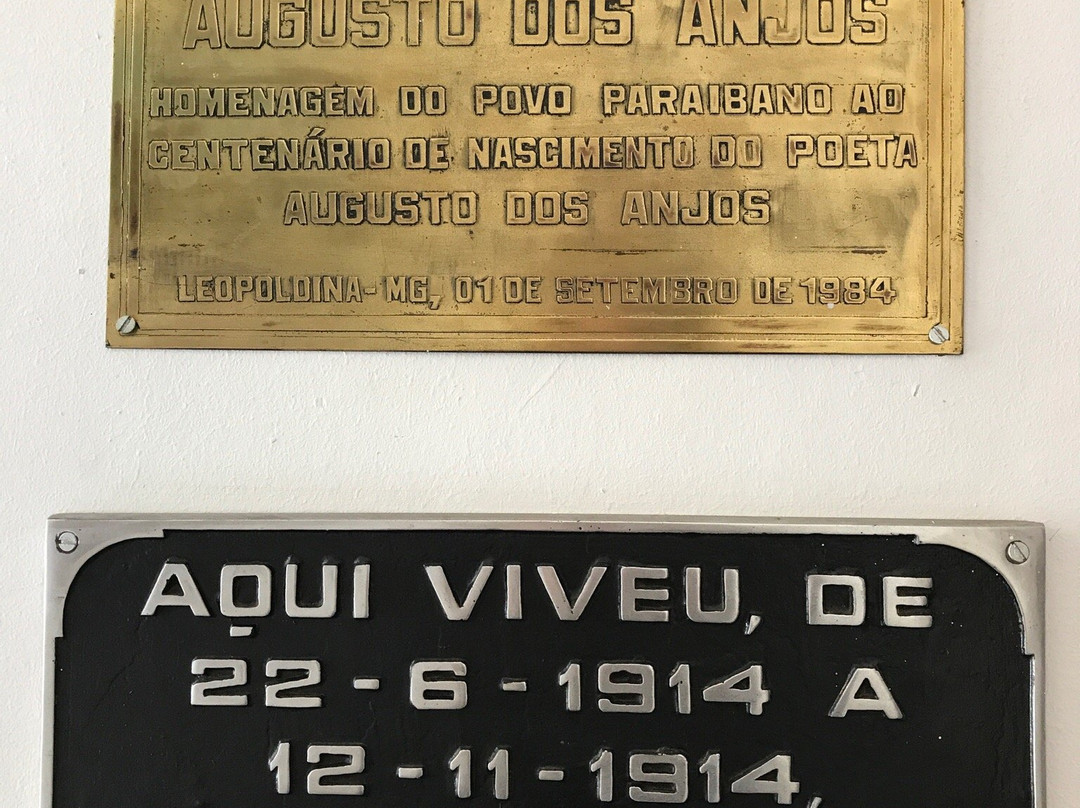 AUGUSTO DOS ANJOS
HOMENAGEM DO POVO PARAIBANO AO
CENTENÁRIO DE NASCIMENTO DO POETA
AUGUSTO DOS ANJOS
LEOPOLDINA-MG, 01 DE SETEMBRO DE 1984
AQUI VIVEU, DE
22-6-1914 A
12-11-1914,